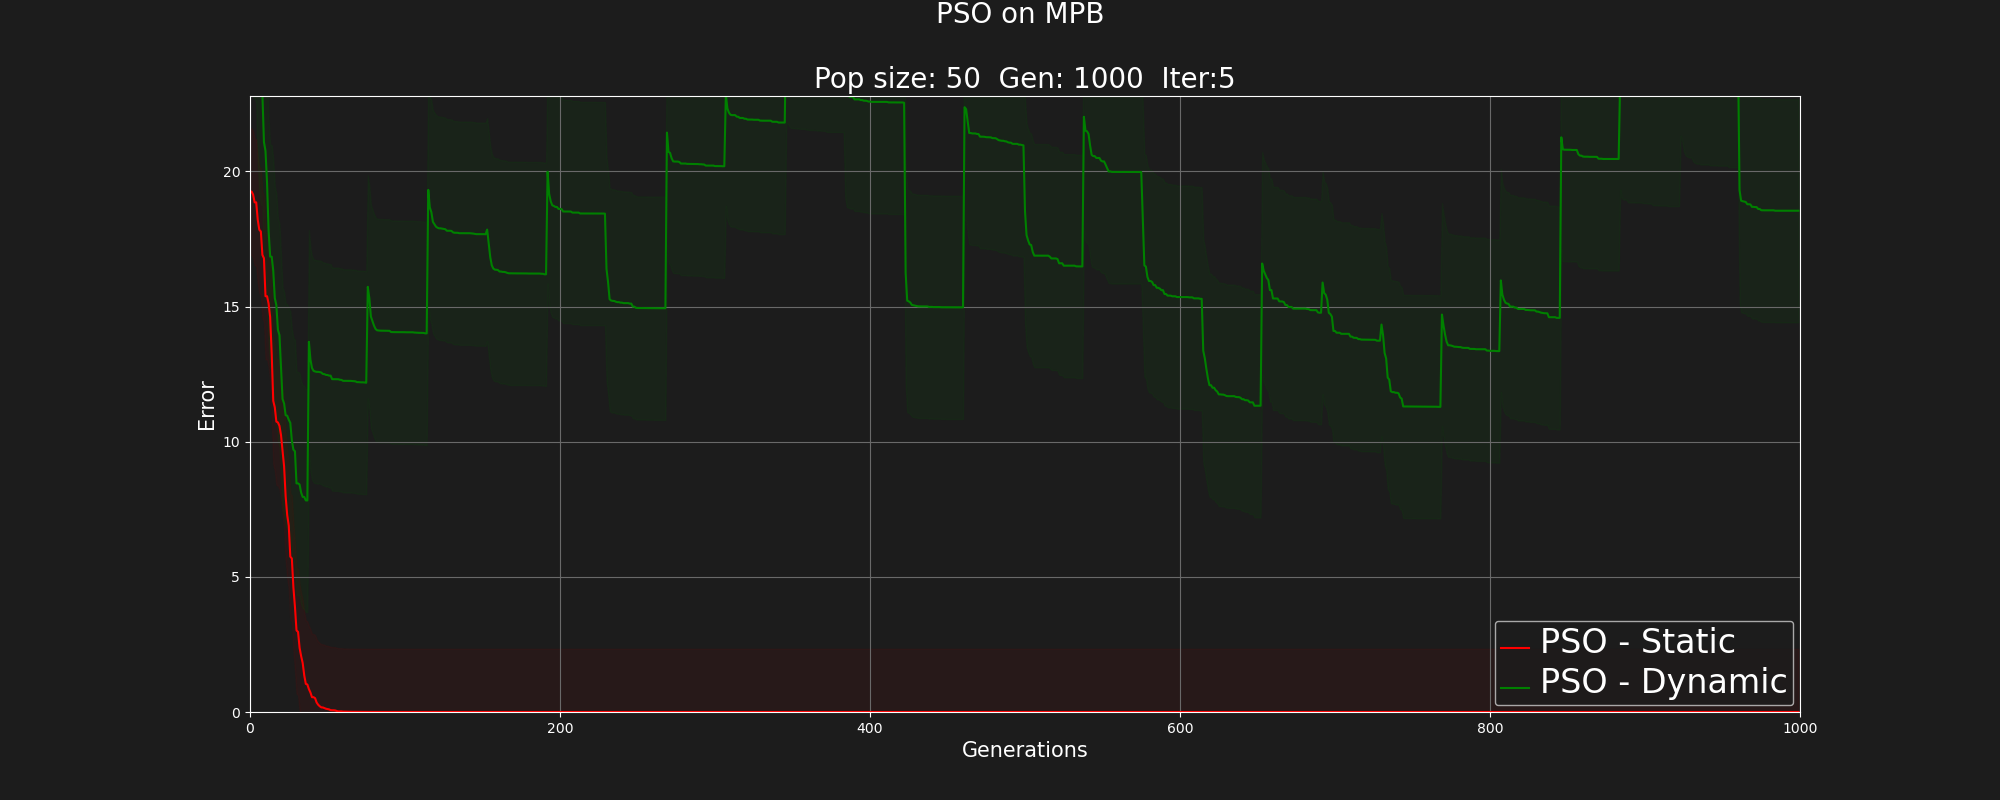 PSO on MPB
Pop size: 50  Gen: 1000  Iter:5
20
15
10
5
0
Error
0
200
400
600
800
1000
Generations
PSO - Static
PSO - Dynamic